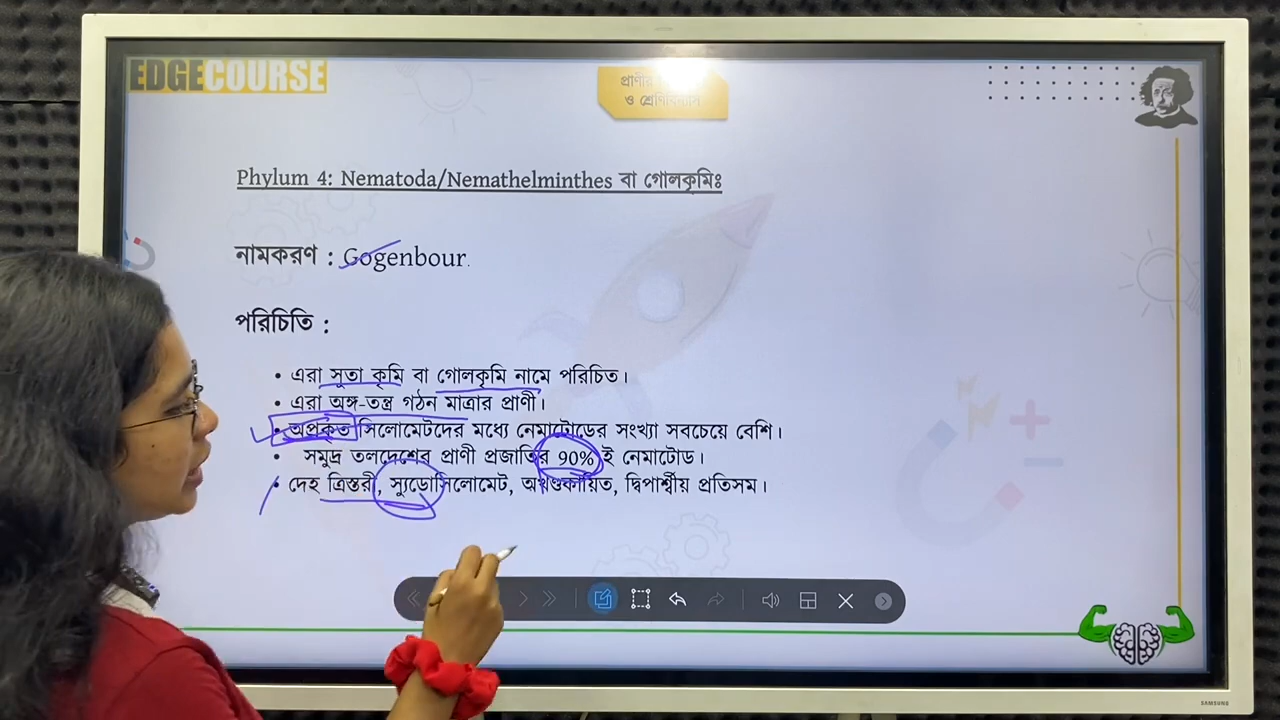 EDGECOURSE
ও শ্রেণিবিন্যাস
Phylum 4: Nematoda/Nemathelminthes বা গোলকৃমিঃ
নামকরণ : Gogenbour.
পরিচিতি :
• এরা সুতা কৃমি বা গোলকৃমি নামে পরিচিত।
• এরা অঙ্গ-তন্ত্র গঠন মাত্রার প্রাণী।
• অপ্রকৃত সিলোমেটদের মধ্যে নেমাটোডের সংখ্যা সবচেয়ে বেশি।
• সমুদ্র তলদেশের প্রাণী প্রজাতির 90% ই নেমাটোড।
• দেহ ত্রিস্তরী, স্যুডোসিলোমেট, অখণ্ডকায়িত, দ্বিপার্শ্বীয় প্রতিসম।
SAMSUNG